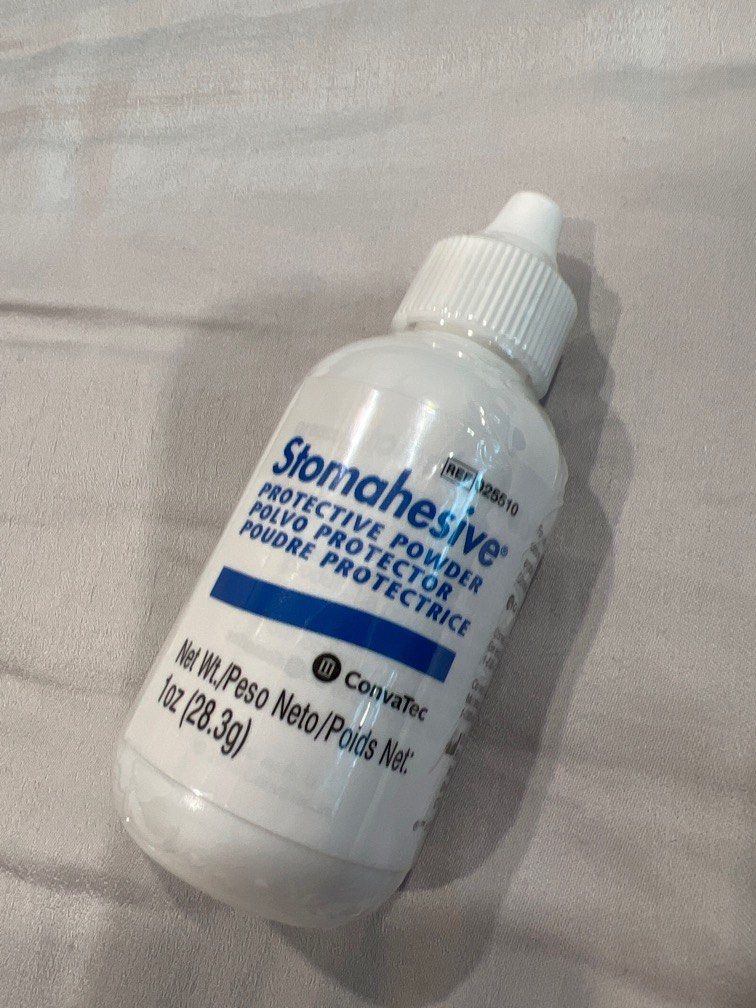 REF 025510
Stomahesive®
PROTECTIVE POWDER
POLVO PROTECTOR
POUDRE PROTECTRICE
ConvaTec
Net Wt./Peso Neto/Poids Net:
1oz (28.3g)